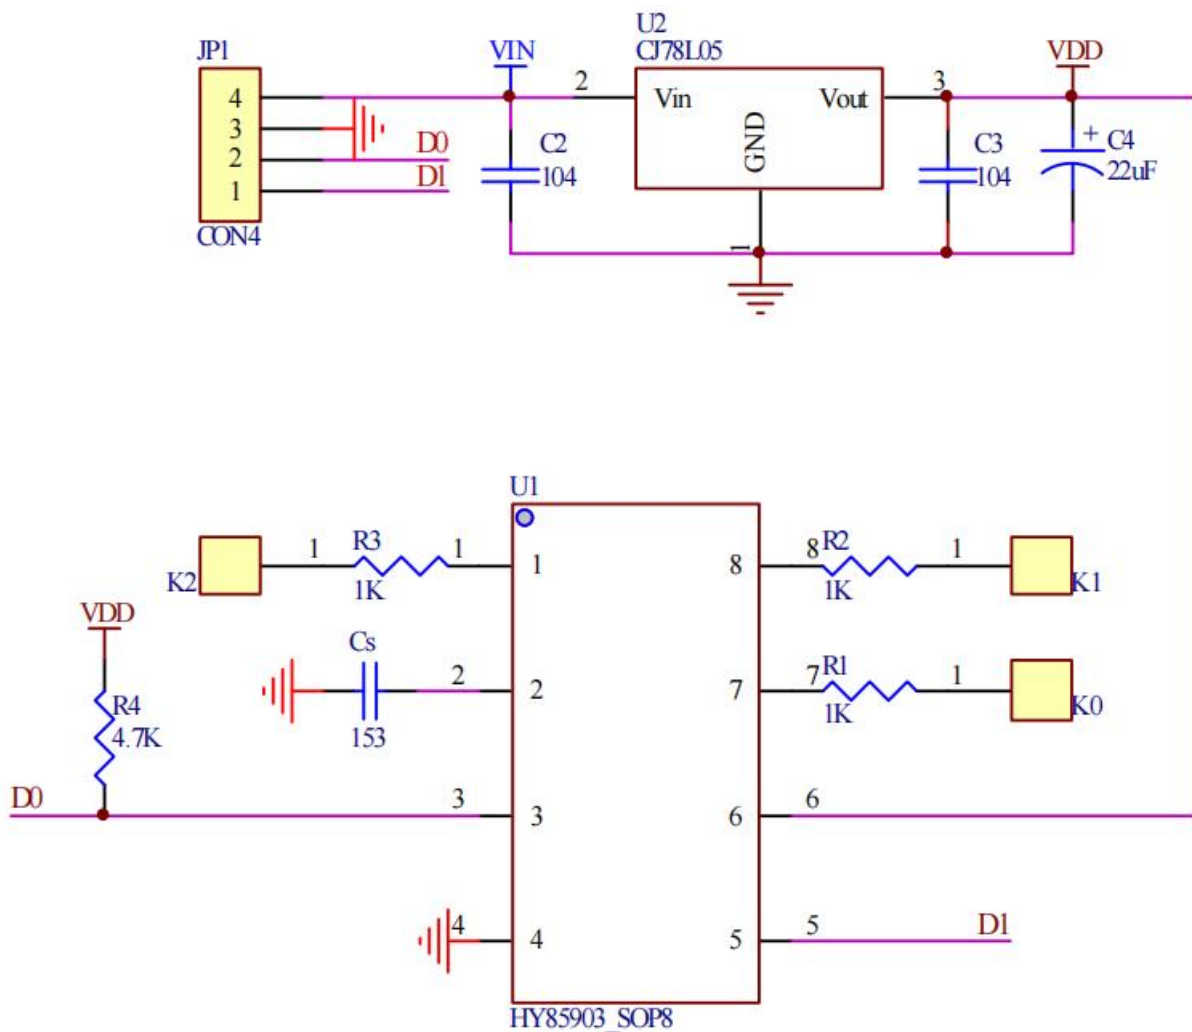 U2
JP1
VIN
CJ78L05
VDD
4
2
Vin
Vout
3
3
2
D0
1
D1
C2
104
GND
C3
104
+
C4
22uF
CON4
1
U1
K2
1
R3
1K
1
1
8
8
R2
1K
1
K1
VDD
Cs
153
2
2
7
7
R1
1K
1
K0
R4
4.7K
D0
3
3
6
6
4
4
5
5
D1
HY85903_SOP8